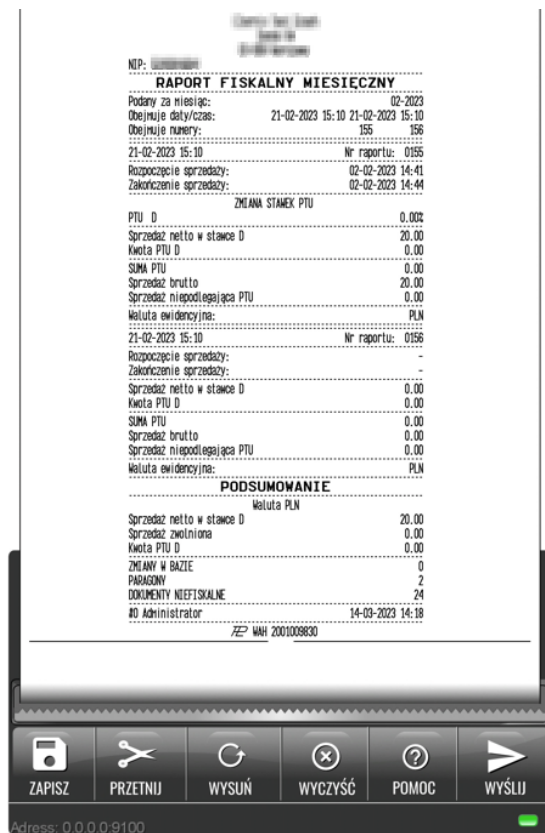 NIP:
RAPORT FISKALNY MIESIĘCZNY
Podany za miesiąc: 02-2023
Obejmuje daty/czas: 21-02-2023 15:10 21-02-2023 15:10
Obejmuje numery: 155 156
21-02-2023 15:10 Nr raportu: 0155
Rozpoczęcie sprzedaży: 02-02-2023 14:41
Zakończenie sprzedaży: 02-02-2023 14:44
ZMIANA STAWEK PTU
PTU D 0.00%
Sprzedaż netto w stawce D 20.00
Kwota PTU D 0.00
SUMA PTU 0.00
Sprzedaż brutto 20.00
Sprzedaż niepodlegająca PTU 0.00
Waluta ewidencyjna: PLN
21-02-2023 15:10 Nr raportu: 0156
Rozpoczęcie sprzedaży: -
Zakończenie sprzedaży: -
Sprzedaż netto w stawce D 0.00
Kwota PTU D 0.00
SUMA PTU 0.00
Sprzedaż brutto 0.00
Sprzedaż niepodlegająca PTU 0.00
Waluta ewidencyjna: PLN
PODSUMOWANIE
Waluta PLN
Sprzedaż netto w stawce D 20.00
Sprzedaż zwolniona 0.00
Kwota PTU D 0.00
ZMIANY W BAZIE 0
PARAGONY 2
DOKUMENTY NIEFISKALNE 24
#0 Administrator 14-03-2023 14:18
WAH 2001009830
ZAPISZ PRZETNIJ WYSUŃ WYCZYŚĆ POMOC WYŚLIJ
Adress: 0.0.0.0:9100